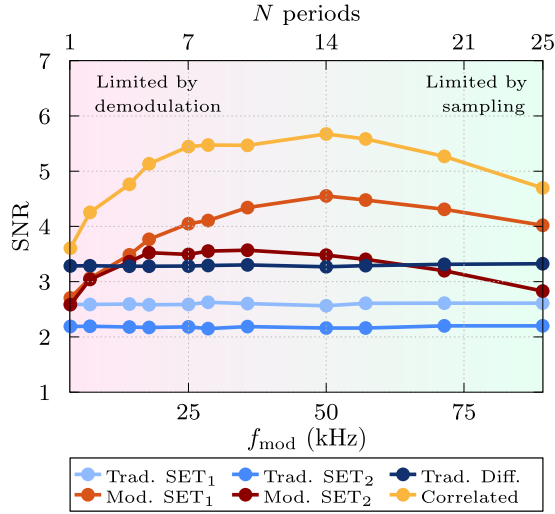 N periods
1 7 14 21 25
Limited by
demodulation
Limited by
sampling
7
6
5
4
3
2
1
SNR
25 50 75
f_mod (kHz)
Trad. SET₁ Trad. SET₂ Trad. Diff.
Mod. SET₁ Mod. SET₂ Correlated